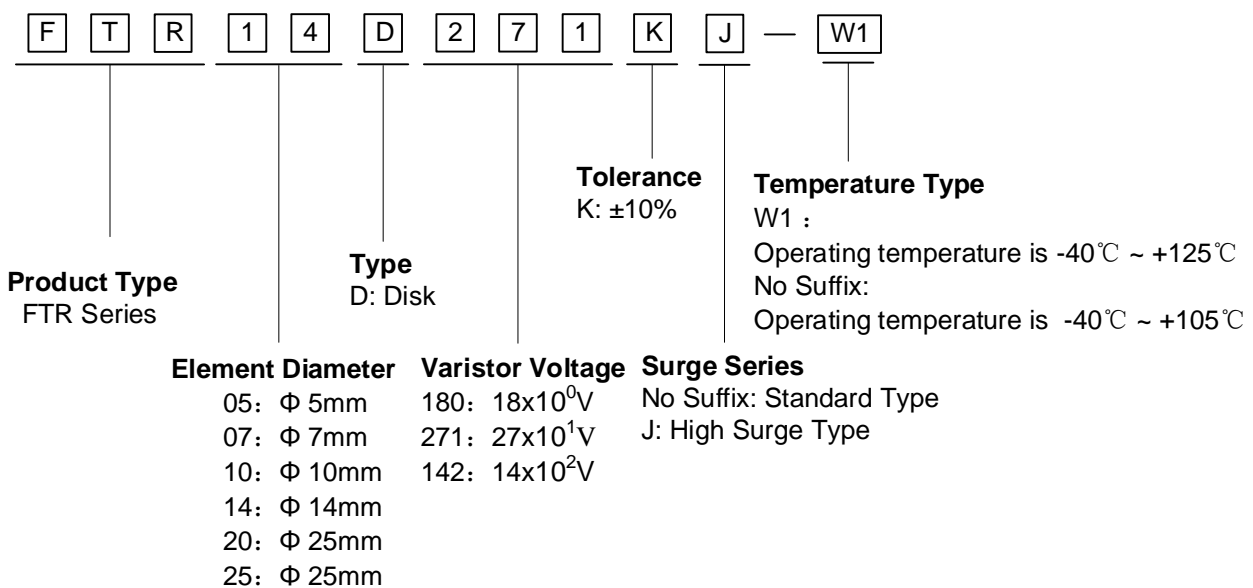 F T R 1 4 D 2 7 1 K J — W1
Product Type
FTR Series
Element Diameter
05：Φ 5mm
07：Φ 7mm
10：Φ 10mm
14：Φ 14mm
20：Φ 25mm
25：Φ 25mm
Type
D: Disk
Varistor Voltage
180：18x10⁰V
271：27x10¹V
142：14x10²V
Tolerance
K: ±10%
Surge Series
No Suffix: Standard Type
J: High Surge Type
Temperature Type
W1：
Operating temperature is -40℃ ~ +125℃
No Suffix:
Operating temperature is -40℃ ~ +105℃